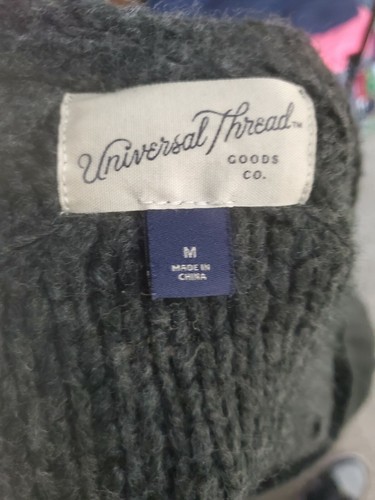 Universal Thread™
GOODS
CO.
M
MADE IN
CHINA